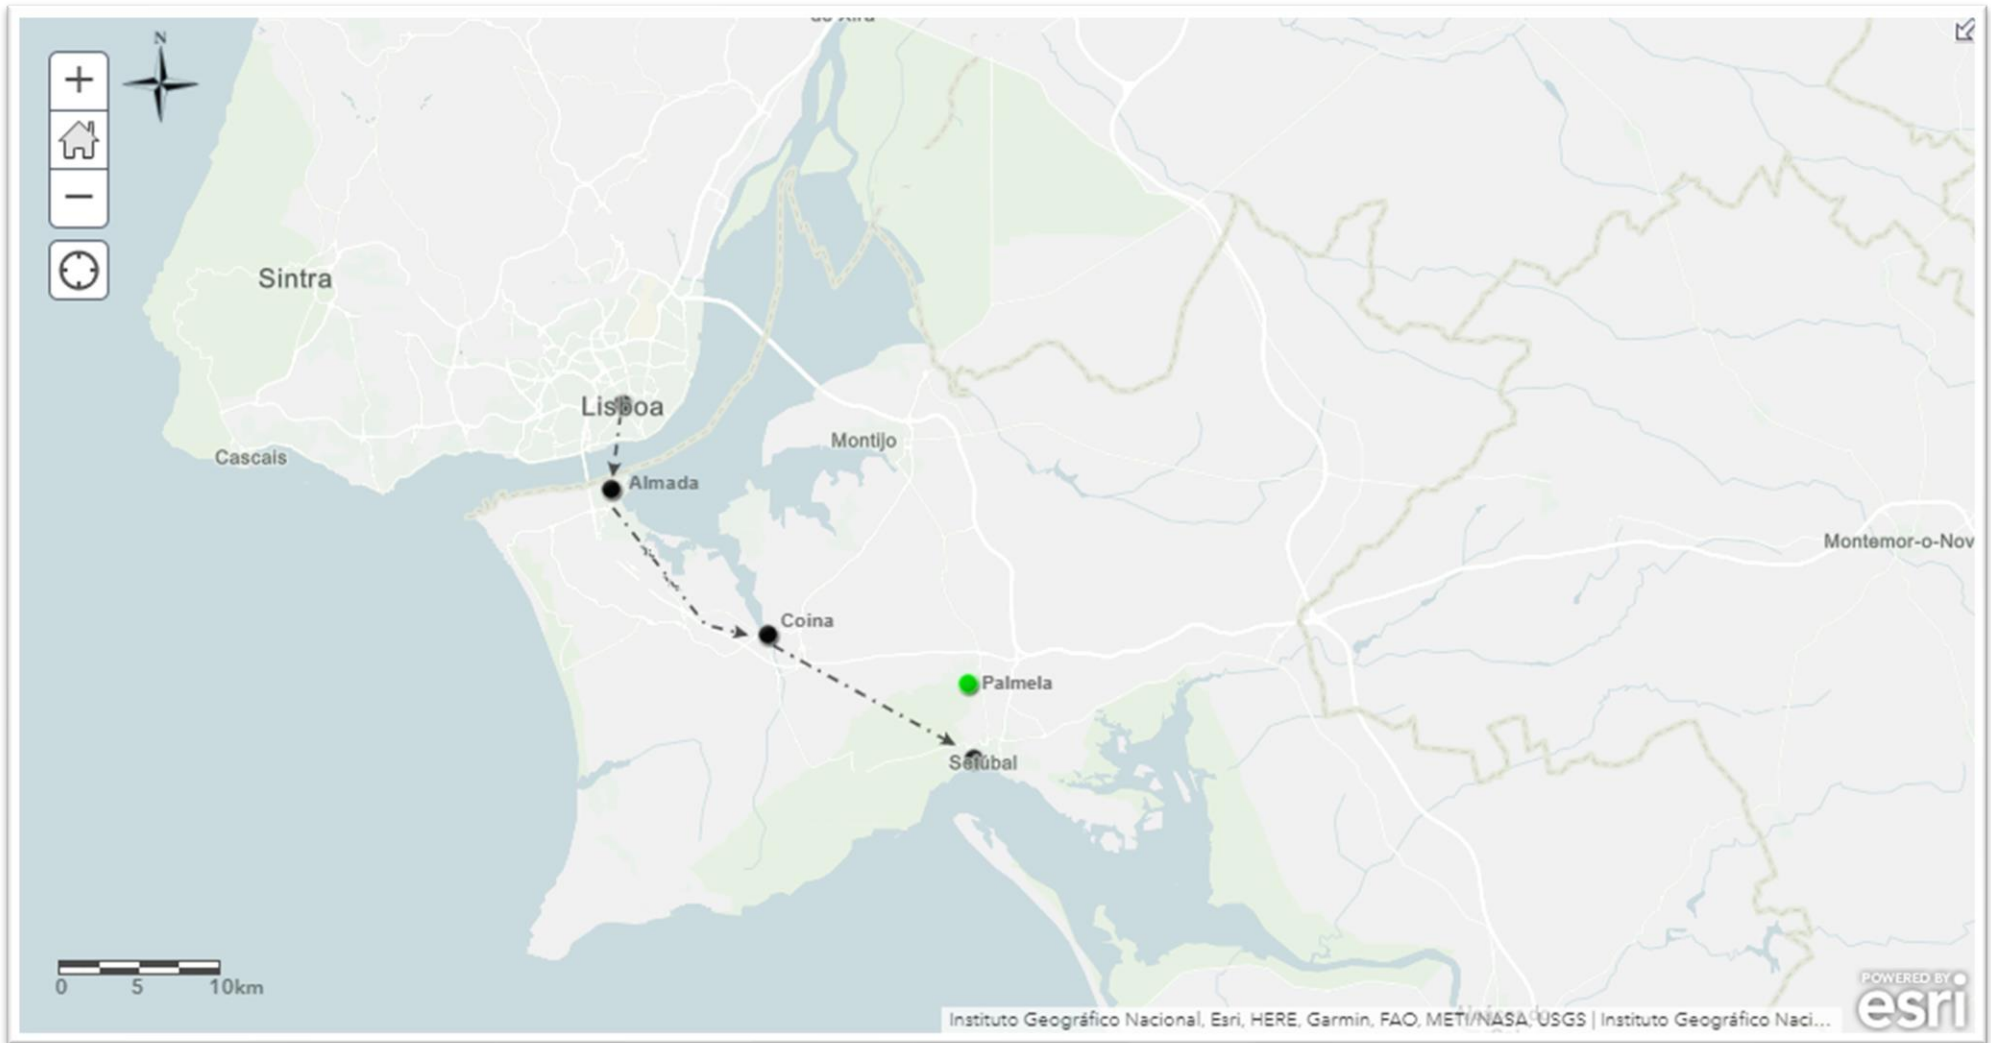 N
Sintra
Lisboa
Cascais
Montijo
Almada
Montemor-o-Nov
Coina
Palmela
Setúbal
0 5 10km
POWERED BY
esri
Instituto Geográfico Nacional, Esri, HERE, Garmin, FAO, METI/NASA, USGS | Instituto Geográfico Naci...